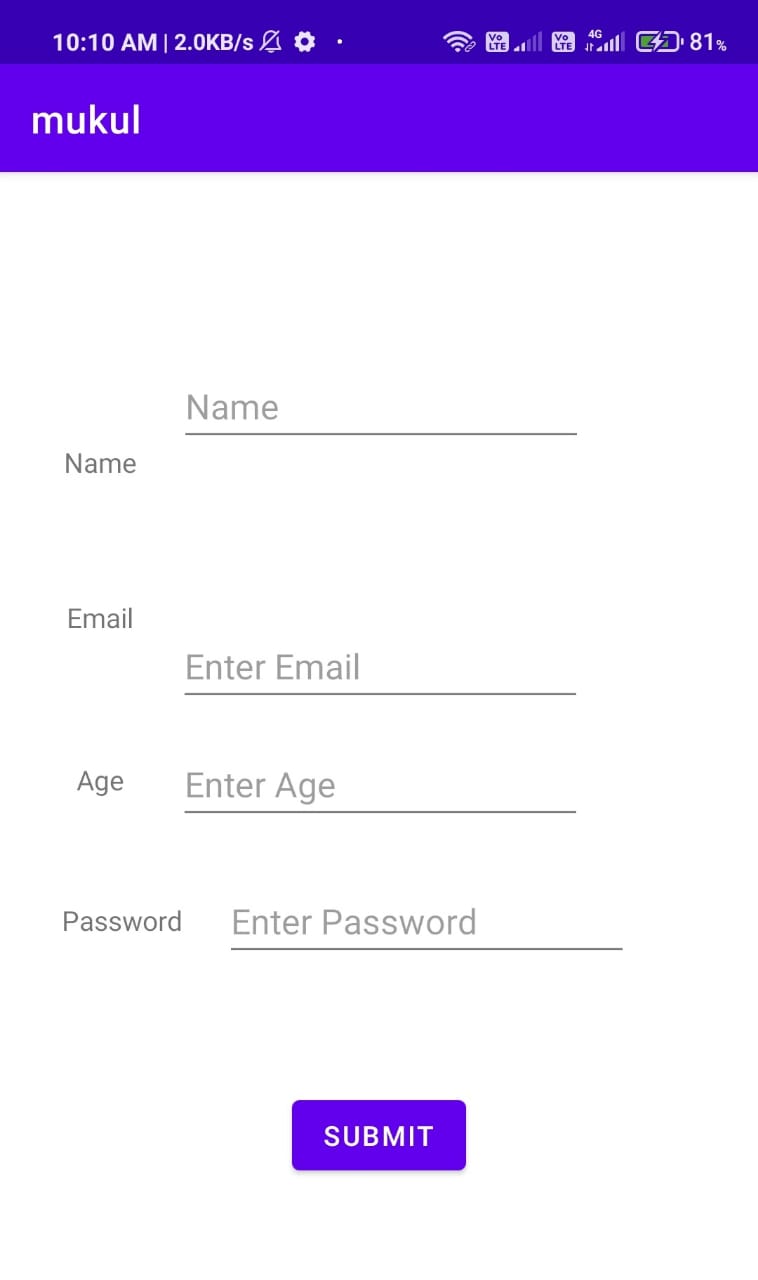 10:10 AM | 2.0KB/s
Vo LTE Vo LTE 4G 81%
mukul
Name
Name
Email
Enter Email
Age Enter Age
Password Enter Password
SUBMIT